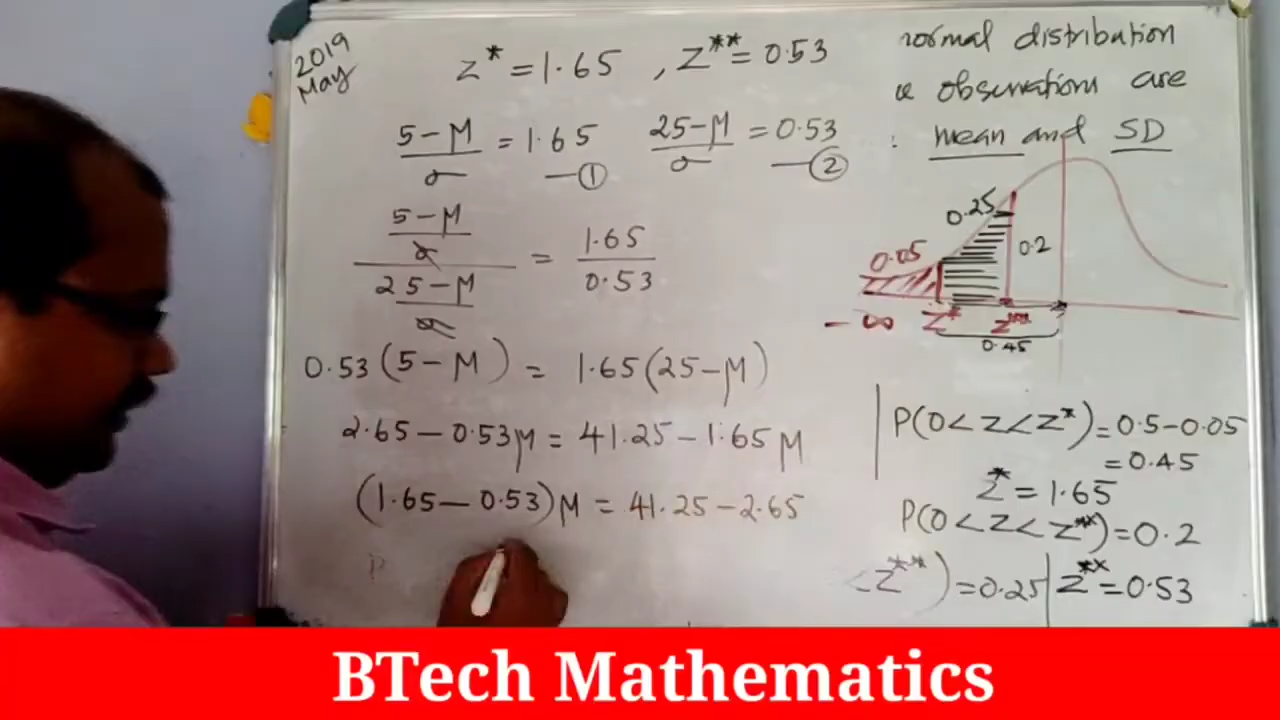 2019
May
z* = 1.65 , z** = 0.53
5-μ/σ = 1.65 —① 25-μ/σ = 0.53 —②
5-μ/σ / 25-μ/σ = 1.65/0.53
0.53(5-μ) = 1.65(25-μ)
2.65-0.53μ = 41.25-1.65μ
(1.65-0.53)μ = 41.25-2.65
normal distribution
observations are
: mean and SD
0.25
0.05
0.2
-∞ z* z**
0.45
P(0<z<z*)=0.5-0.05
=0.45
z*=1.65
P(0<z<z**)=0.2
<z**)=0.25 | z**=0.53
BTech Mathematics